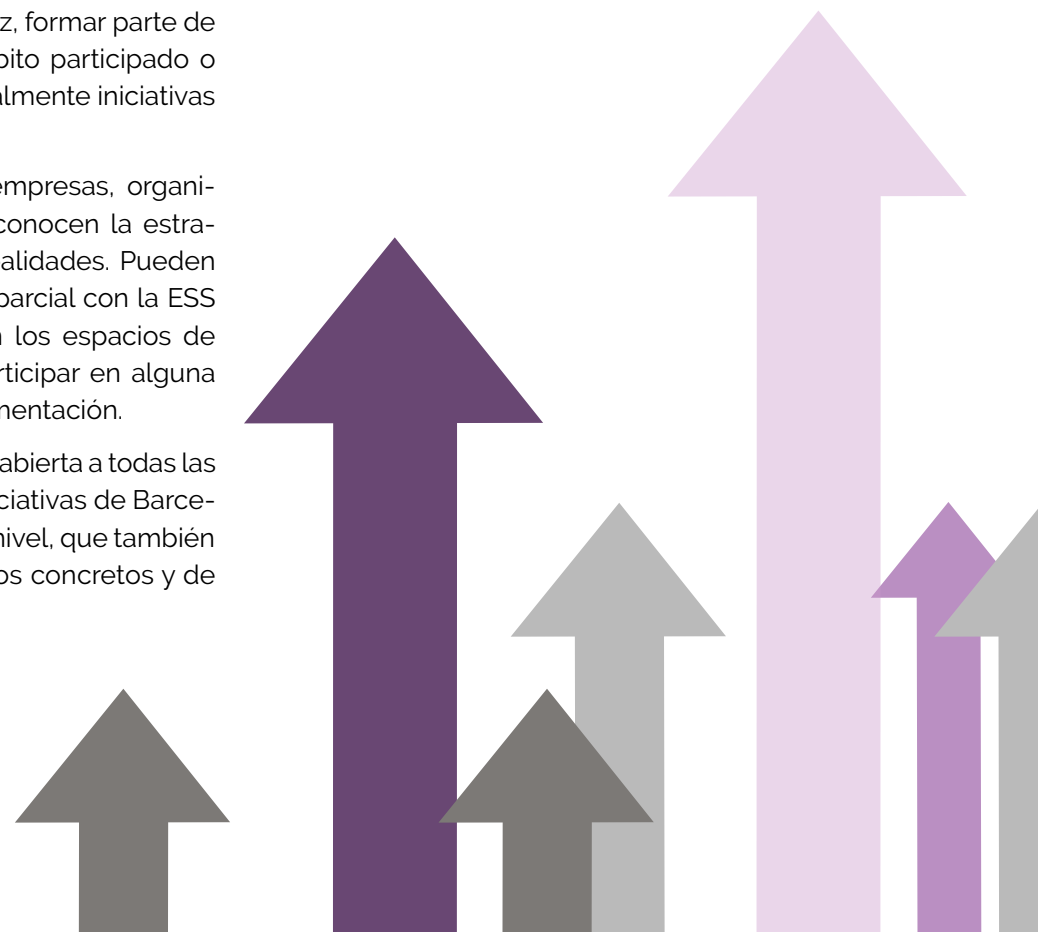 z, formar parte de
bito participado o
almente iniciativas
empresas, organi-
conocen la estra-
alidades. Pueden
parcial con la ESS
los espacios de
rticipar en alguna
mentación.
abierta a todas las
ciativas de Barce-
nivel, que también
os concretos y de